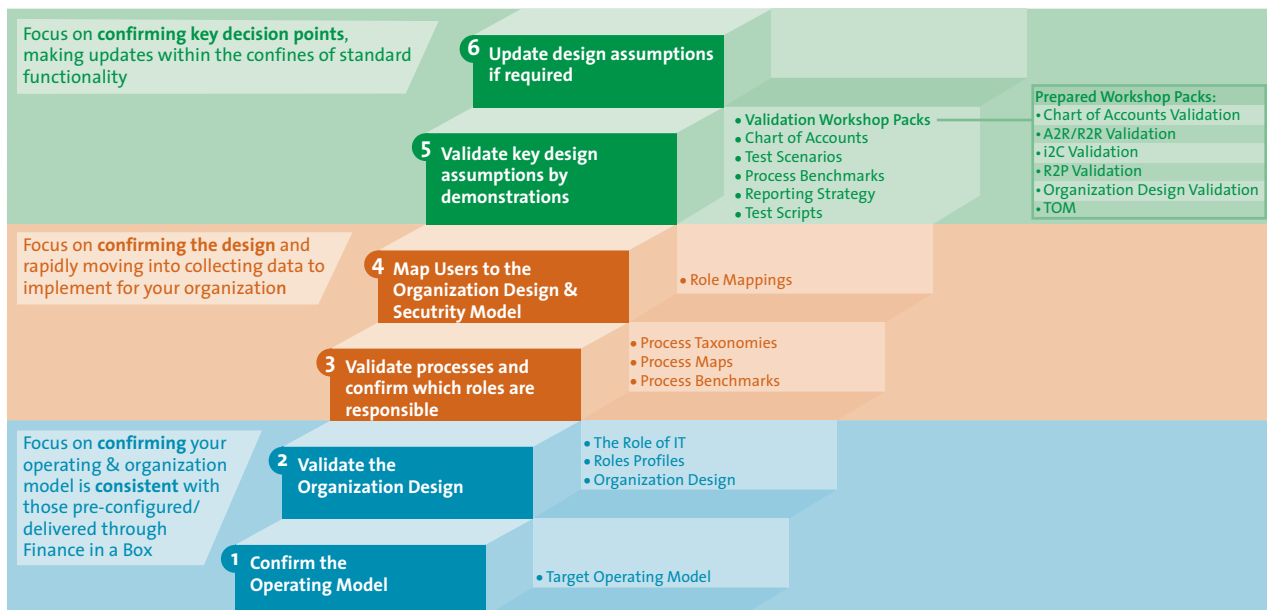 Focus on confirming key decision points,
making updates within the confines of standard
functionality
6 Update design assumptions
if required
5 Validate key design
assumptions by
demonstrations
• Validation Workshop Packs
• Chart of Accounts
• Test Scenarios
• Process Benchmarks
• Reporting Strategy
• Test Scripts
Prepared Workshop Packs:
• Chart of Accounts Validation
• A2R/R2R Validation
• i2C Validation
• R2P Validation
• Organization Design Validation
• TOM
Focus on confirming the design and
rapidly moving into collecting data to
implement for your organization
4 Map Users to the
Organization Design &
Secutrity Model
• Role Mappings
3 Validate processes and
confirm which roles are
responsible
• Process Taxonomies
• Process Maps
• Process Benchmarks
Focus on confirming your
operating & organization
model is consistent with
those pre-configured/
delivered through
Finance in a Box
2 Validate the
Organization Design
• The Role of IT
• Roles Profiles
• Organization Design
1 Confirm the
Operating Model
• Target Operating Model